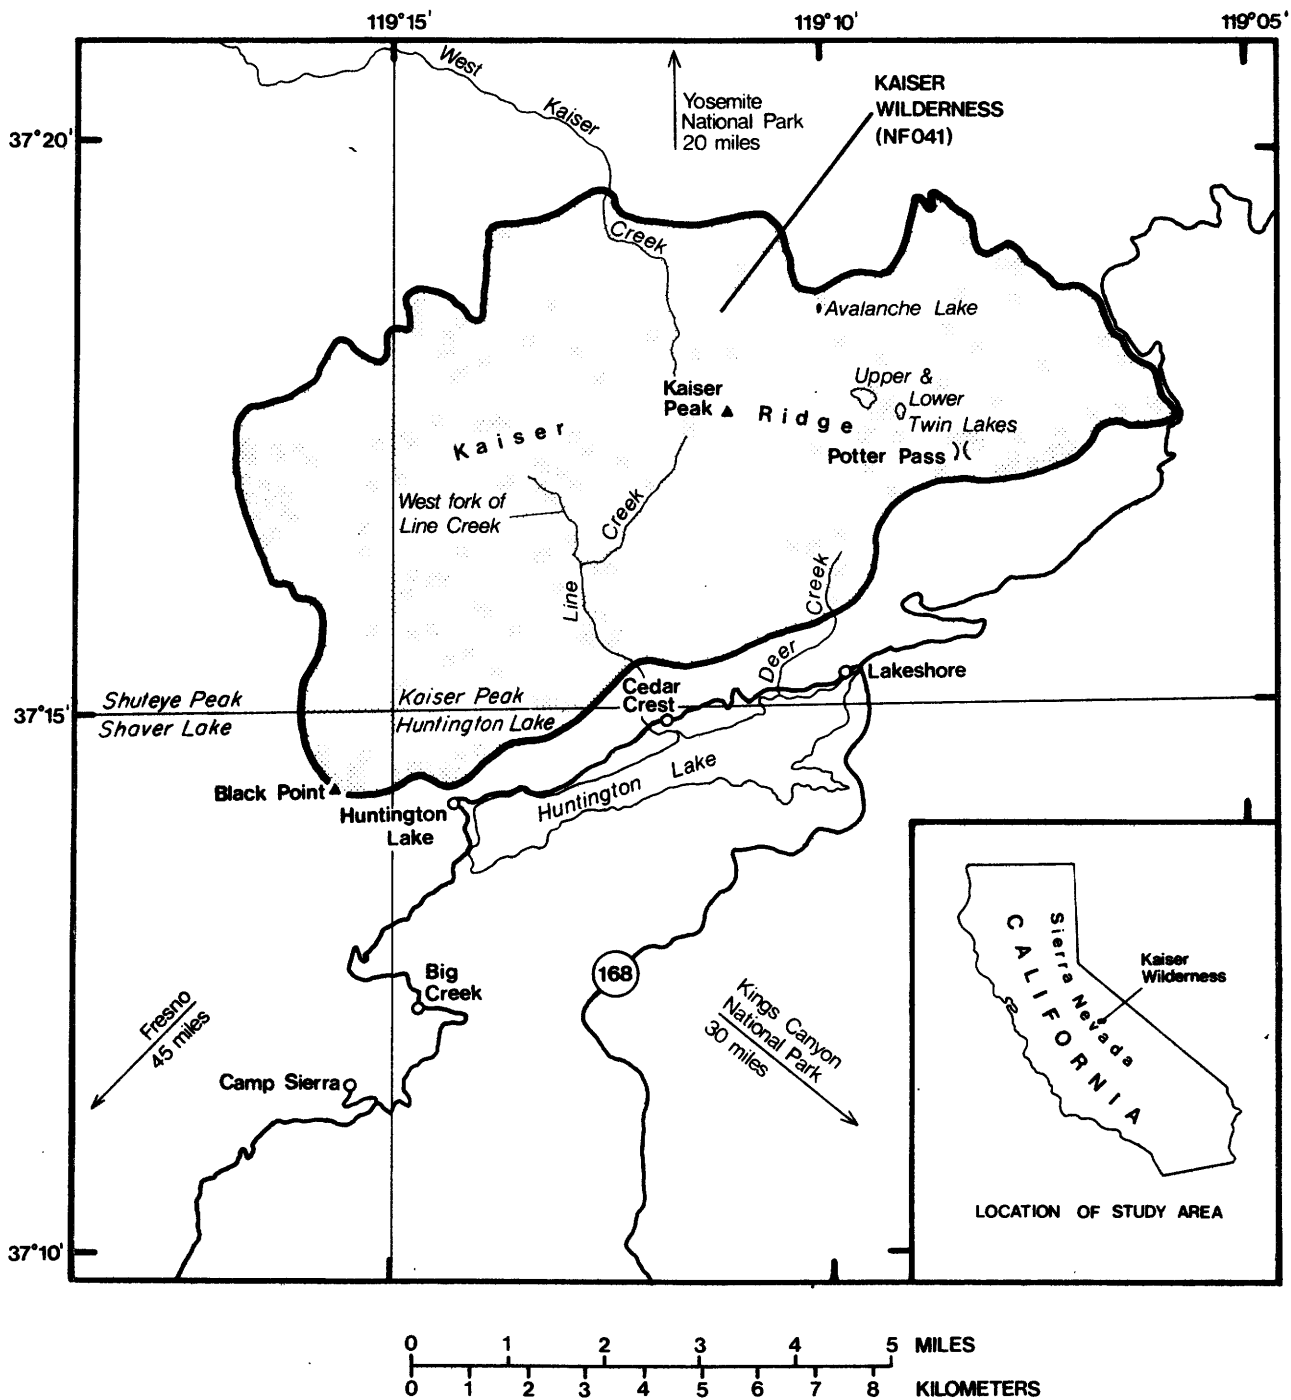 119°15'
119°10'
119°05'
West
Kaiser
Creek
Yosemite
National Park
20 miles
KAISER
WILDERNESS
(NF041)
37°20'
Avalanche Lake
Upper &
Lower
Twin Lakes
Kaiser
Peak
Kaiser
Ridge
Potter Pass
West fork of
Line Creek
Creek
Line
Creek
Deer
Lakeshore
Cedar
Crest
Shuteye Peak
Kaiser Peak
37°15'
Shaver Lake
Huntington Lake
Black Point
Huntington
Lake
Huntington Lake
Big
Creek
168
Fresno
45 miles
Kings Canyon
National Park
30 miles
Camp Sierra
37°10'
CALIFORNIA
Sierra Nevada
Kaiser
Wilderness
LOCATION OF STUDY AREA
0 1 2 3 4 5 MILES
0 1 2 3 4 5 6 7 8 KILOMETERS